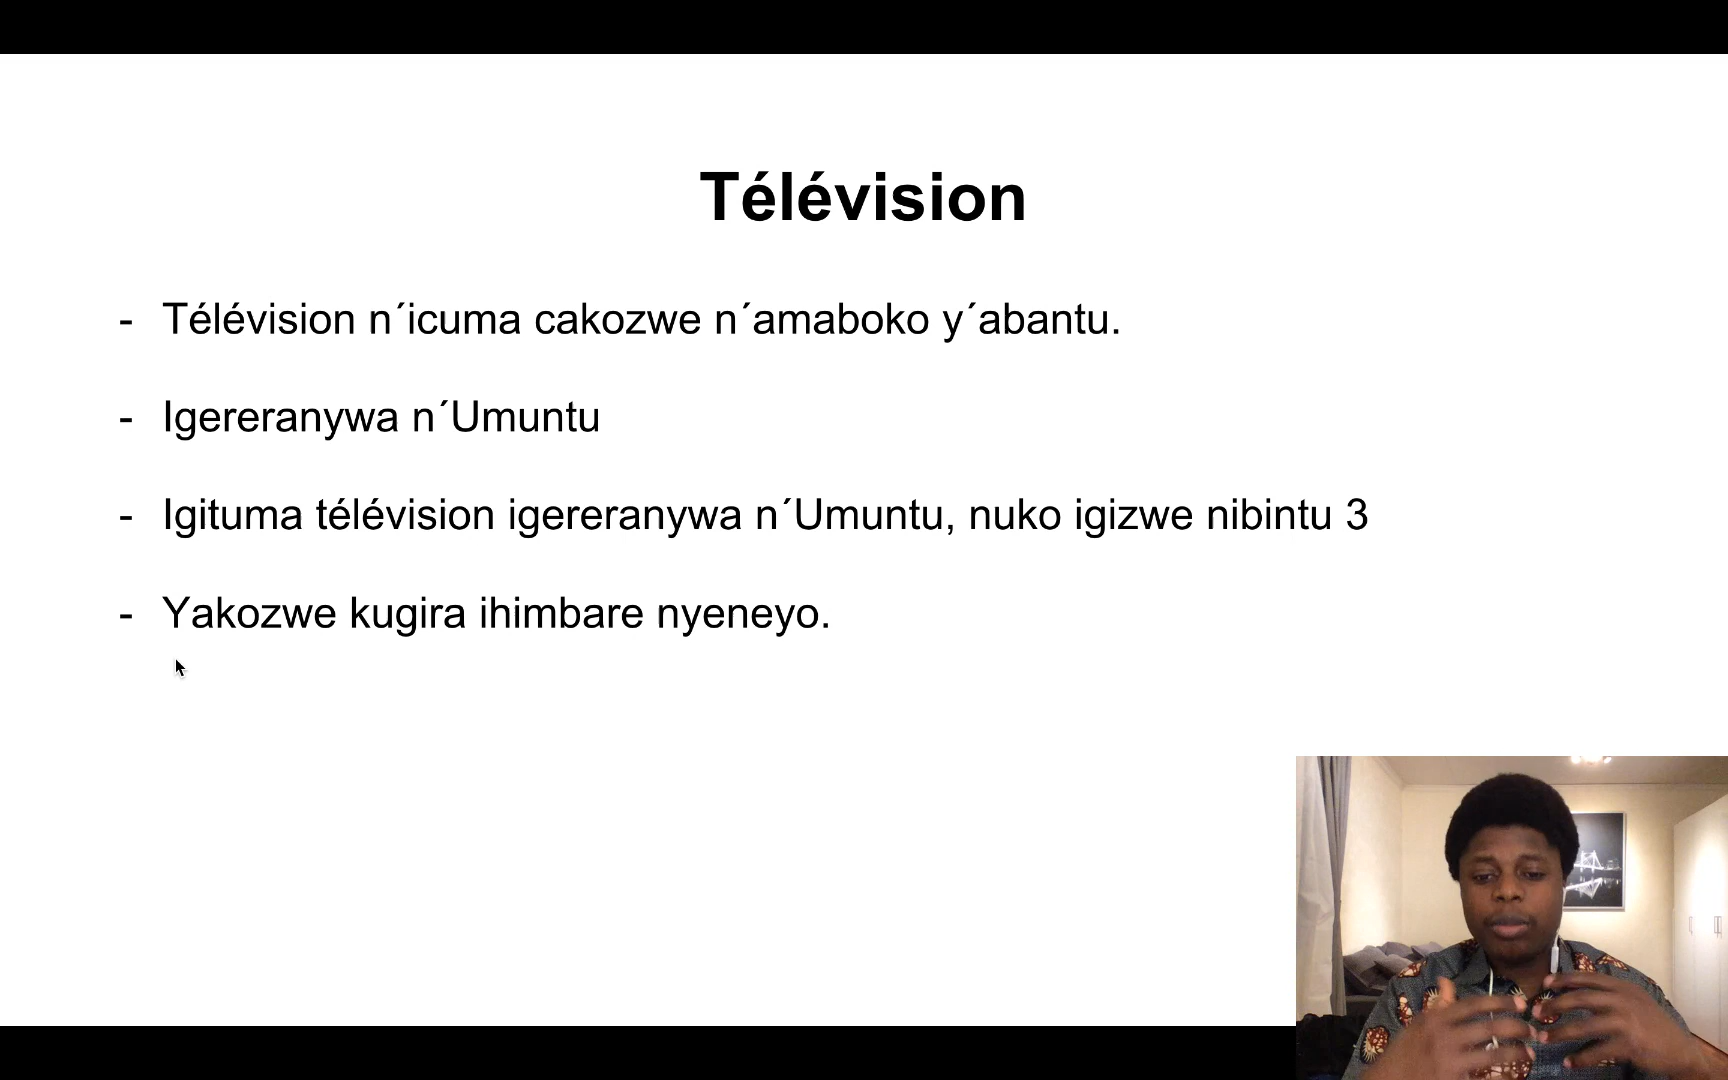 Télévision
- Télévision n´icuma cakozwe n´amaboko y´abantu.
- Igereranywa n´Umuntu
- Igituma télévision igereranywa n´Umuntu, nuko igizwe nibintu 3
- Yakozwe kugira ihimbare nyeneyo.